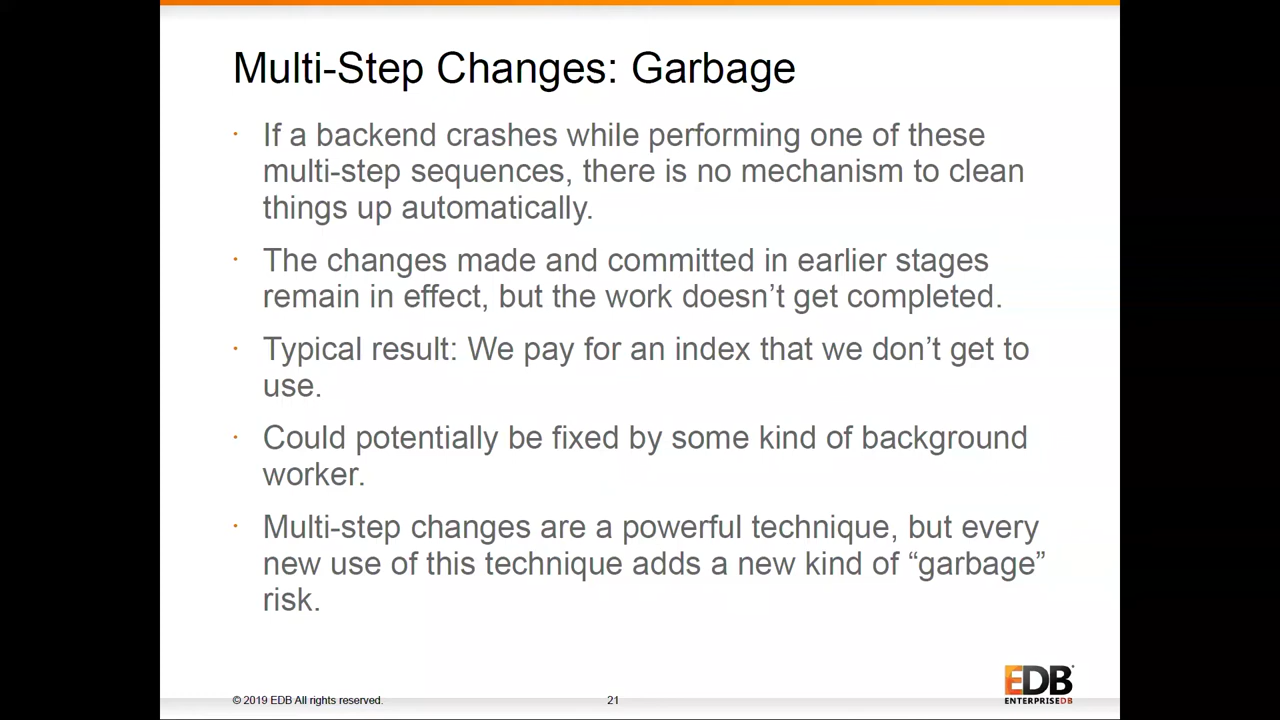 Multi-Step Changes: Garbage
· If a backend crashes while performing one of these
multi-step sequences, there is no mechanism to clean
things up automatically.
· The changes made and committed in earlier stages
remain in effect, but the work doesn’t get completed.
· Typical result: We pay for an index that we don’t get to
use.
· Could potentially be fixed by some kind of background
worker.
· Multi-step changes are a powerful technique, but every
new use of this technique adds a new kind of “garbage”
risk.
EDB
ENTERPRISEDB
© 2019 EDB All rights reserved.
21